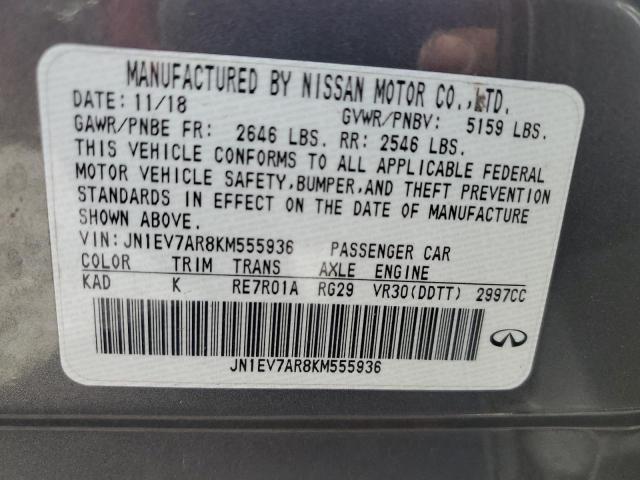 MANUFACTURED BY NISSAN MOTOR CO.,LTD.
DATE: 11/18 GVWR/PNBV: 5159 LBS.
GAWR/PNBE FR: 2646 LBS. RR: 2546 LBS.
THIS VEHICLE CONFORMS TO ALL APPLICABLE FEDERAL
MOTOR VEHICLE SAFETY,BUMPER,AND THEFT PREVENTION
STANDARDS IN EFFECT ON THE DATE OF MANUFACTURE
SHOWN ABOVE.
VIN:JN1EV7AR8KM555936 PASSENGER CAR
COLOR TRIM TRANS AXLE ENGINE
KAD K RE7R01A RG29 VR30(DDTT) 2997CC
JN1EV7AR8KM555936